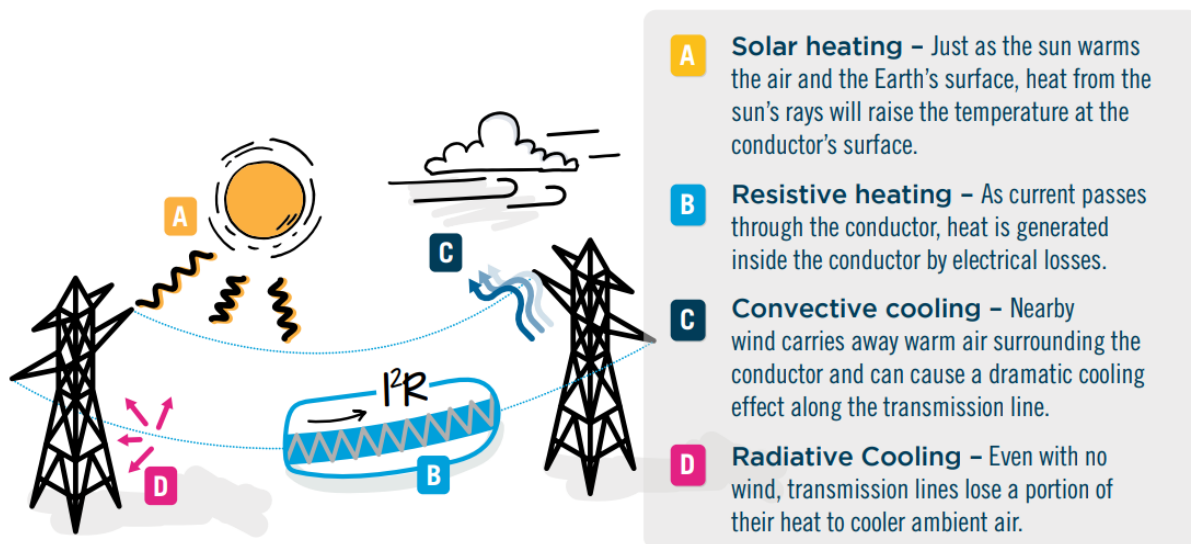 A
C
I²R
B
D
A
Solar heating – Just as the sun warms
the air and the Earth's surface, heat from the
sun's rays will raise the temperature at the
conductor's surface.
B
Resistive heating – As current passes
through the conductor, heat is generated
inside the conductor by electrical losses.
C
Convective cooling – Nearby
wind carries away warm air surrounding the
conductor and can cause a dramatic cooling
effect along the transmission line.
D
Radiative Cooling – Even with no
wind, transmission lines lose a portion of
their heat to cooler ambient air.